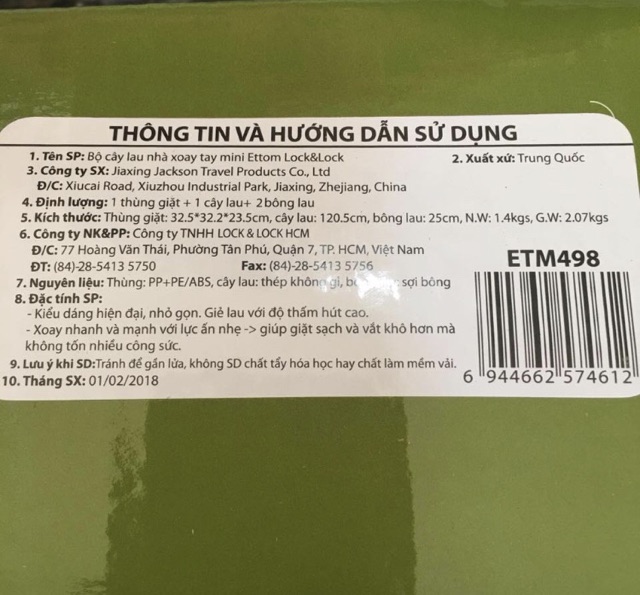 THÔNG TIN VÀ HƯỚNG DẪN SỬ DỤNG
1. Tên SP: Bộ cây lau nhà xoay tay mini Ettom Lock&Lock 2. Xuất xứ: Trung Quốc
3. Công ty SX: Jiaxing Jackson Travel Products Co., Ltd
Đ/C: Xiucai Road, Xiuzhou Industrial Park, Jiaxing, Zhejiang, China
4. Định lượng: 1 thùng giặt + 1 cây lau+ 2 bông lau
5. Kích thước: Thùng giặt: 32.5*32.2*23.5cm, cây lau: 120.5cm, bông lau: 25cm, N.W: 1.4kgs, G.W: 2.07kgs
6. Công ty NK&PP: Công ty TNHH LOCK & LOCK HCM
Đ/C: 77 Hoàng Văn Thái, Phường Tân Phú, Quận 7, TP. HCM, Việt Nam
ĐT: (84)-28-5413 5750 Fax: (84)-28-5413 5756
ETM498
7. Nguyên liệu: Thùng: PP+PE/ABS, cây lau: thép không gỉ, sợi bông
8. Đặc tính SP:
- Kiểu dáng hiện đại, nhỏ gọn. Giẻ lau với độ thấm hút cao.
- Xoay nhanh và mạnh với lực ấn nhẹ -> giúp giặt sạch và vắt khô hơn mà
không tốn nhiều công sức.
9. Lưu ý khi SD:Tránh để gần lửa, không SD chất tẩy hóa học hay chất làm mềm vải.
6 944662 574612
10. Tháng SX: 01/02/2018